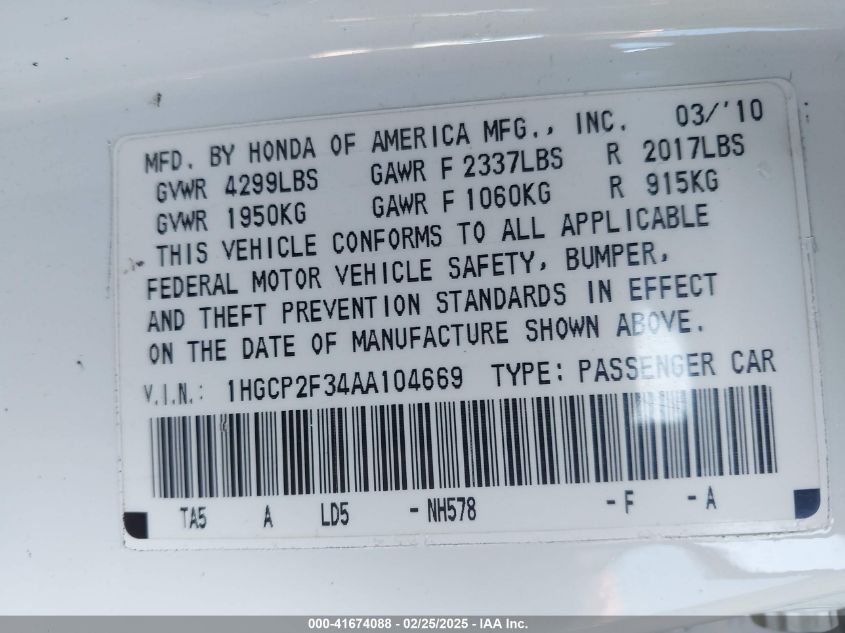 MFD. BY HONDA OF AMERICA MFG., INC. 03/'10
GVWR 4299LBS GAWR F 2337LBS R 2017LBS
GVWR 1950KG GAWR F 1060KG R 915KG
THIS VEHICLE CONFORMS TO ALL APPLICABLE
FEDERAL MOTOR VEHICLE SAFETY, BUMPER,
AND THEFT PREVENTION STANDARDS IN EFFECT
ON THE DATE OF MANUFACTURE SHOWN ABOVE.
V.I.N.: 1HGCP2F34AA104669 TYPE: PASSENGER CAR
TA5 A LD5 -NH578 -F -A
000-41674088 - 02/25/2025 - IAA Inc.